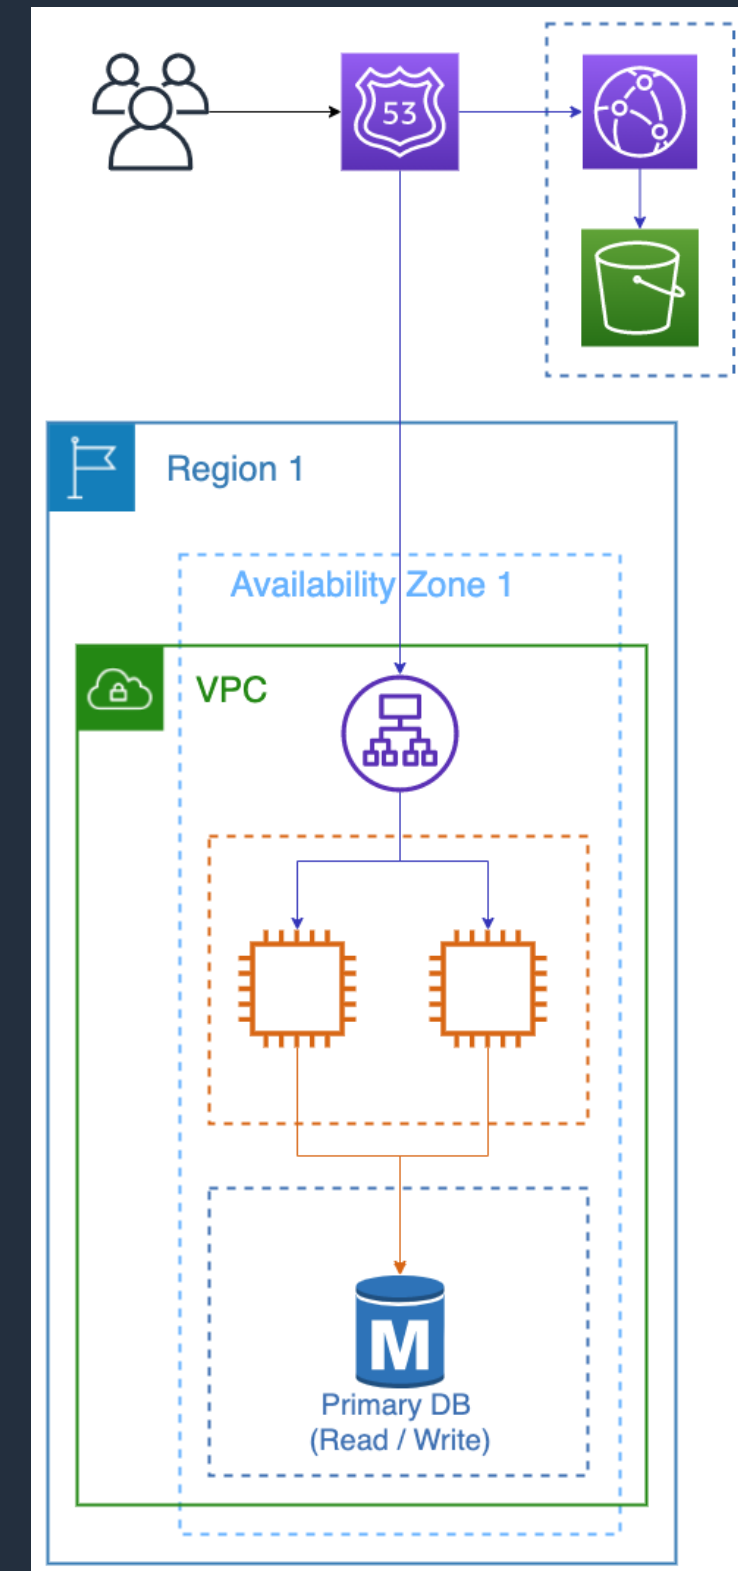 53
Region 1
Availability Zone 1
VPC
M
Primary DB
(Read / Write)